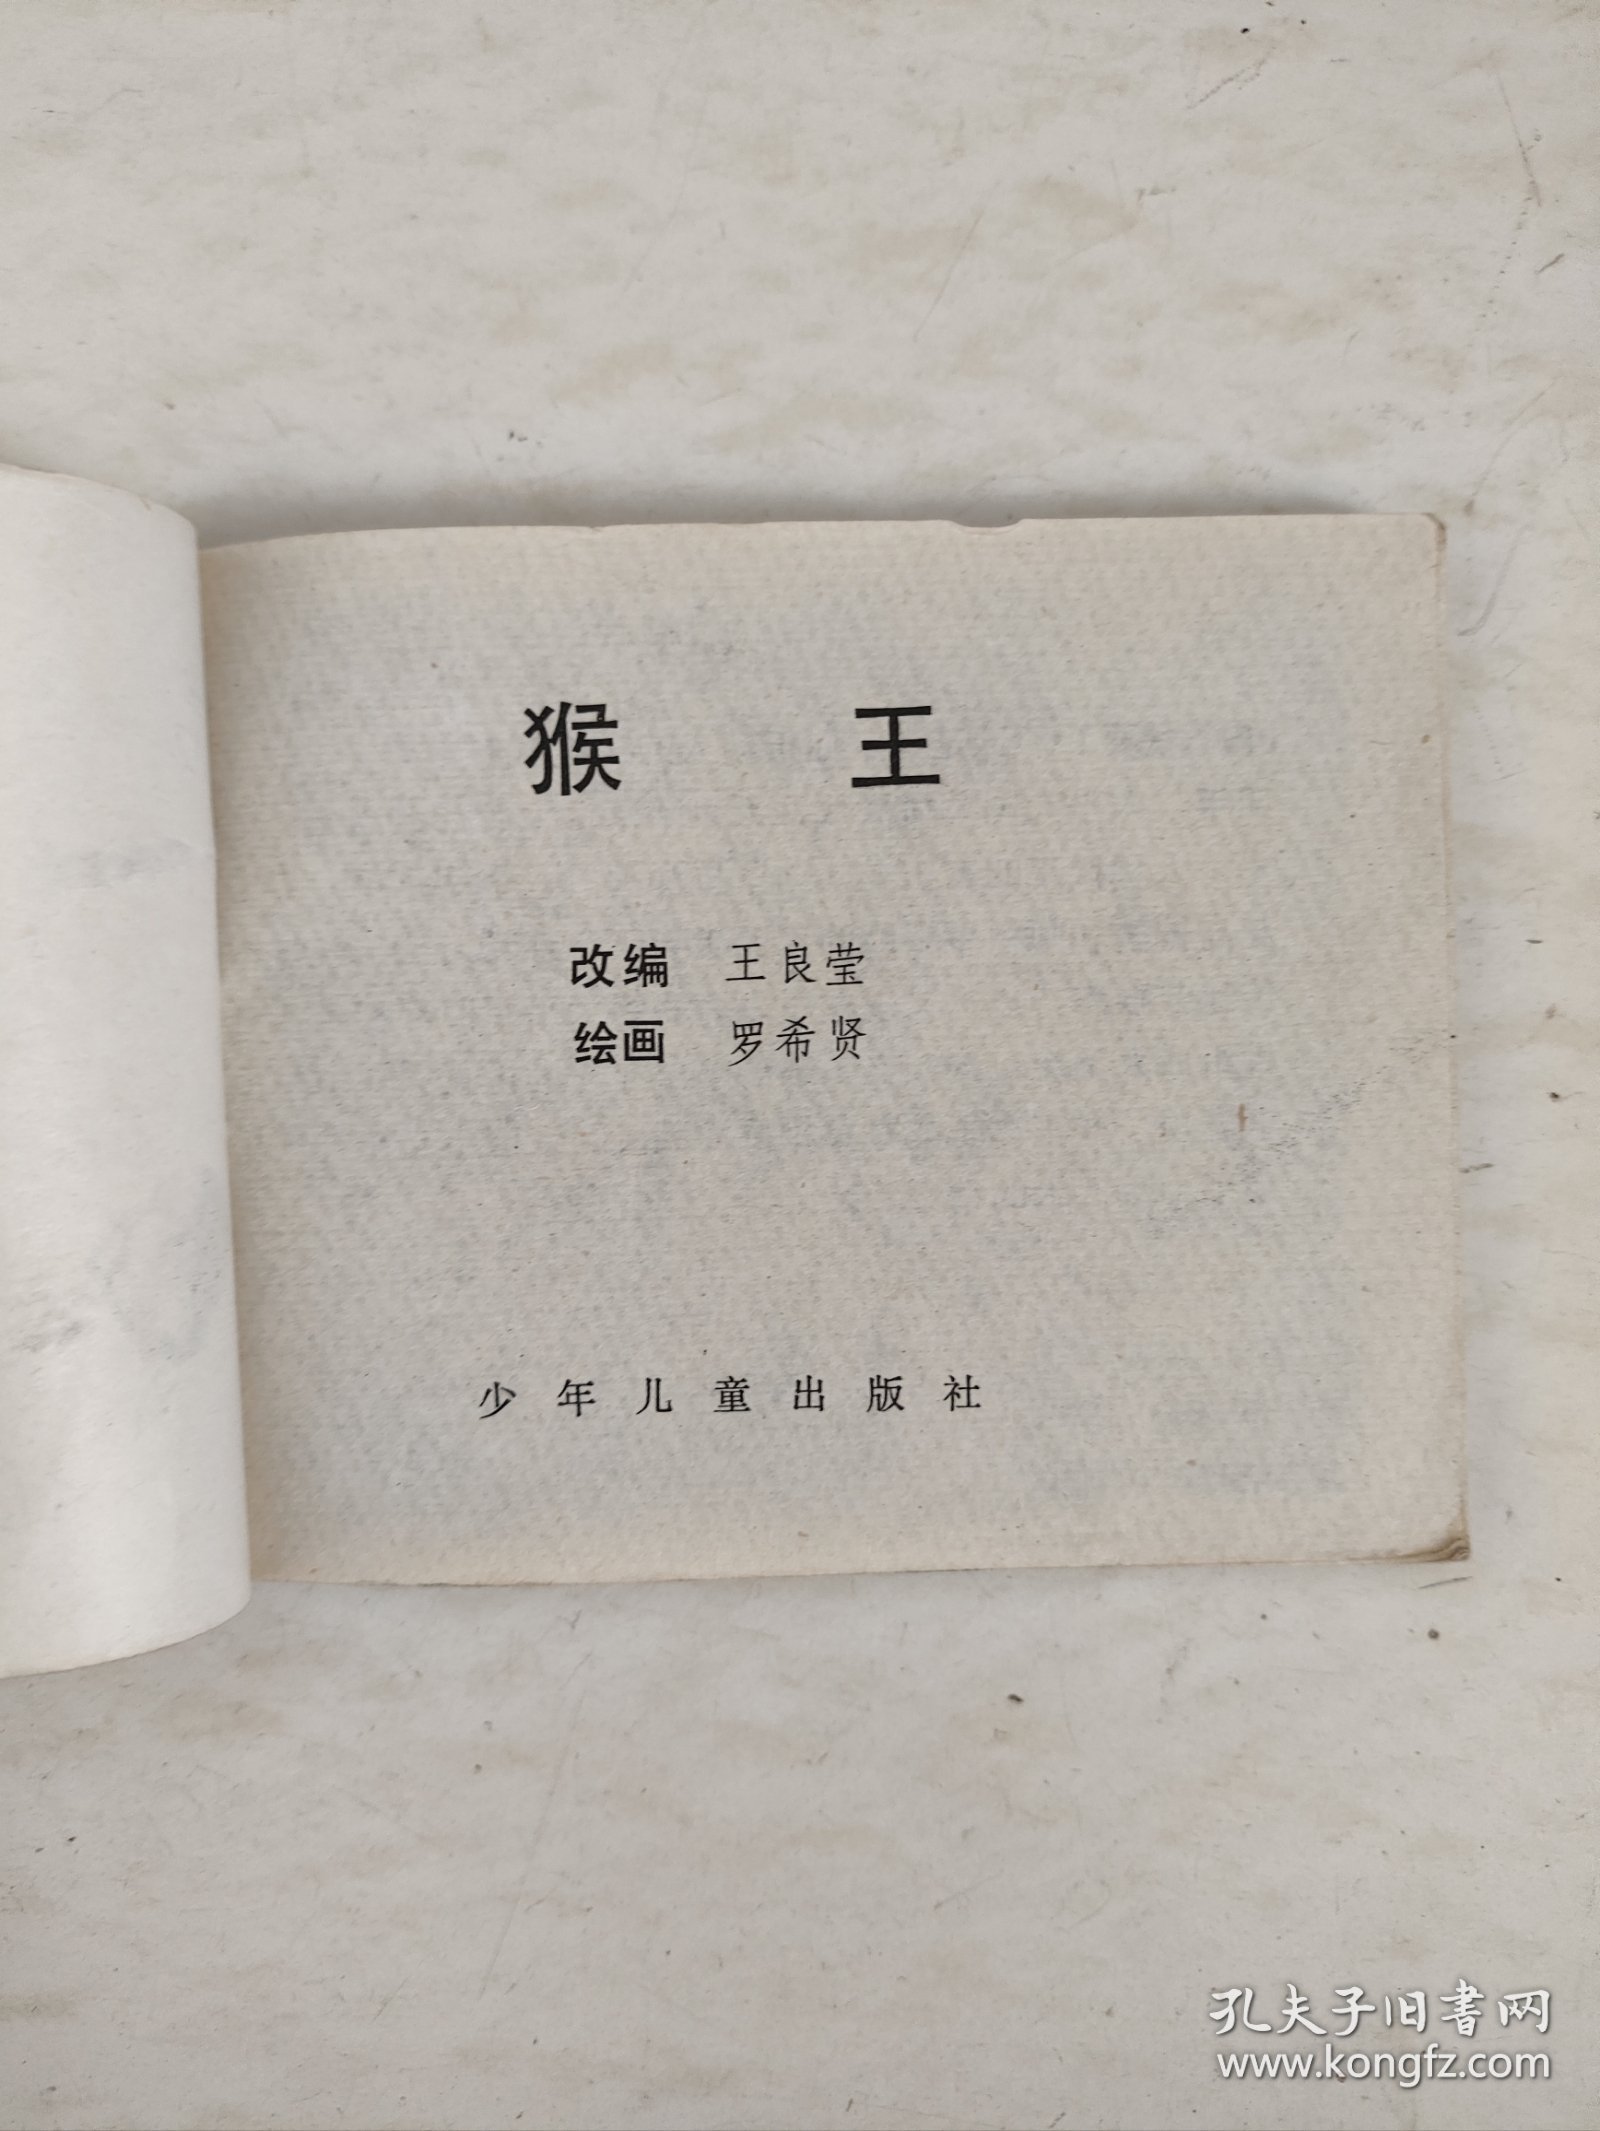 猴 王
改编 王良莹
绘画 罗希贤
少年儿童出版社
孔夫子旧书网
www.kongfz.com